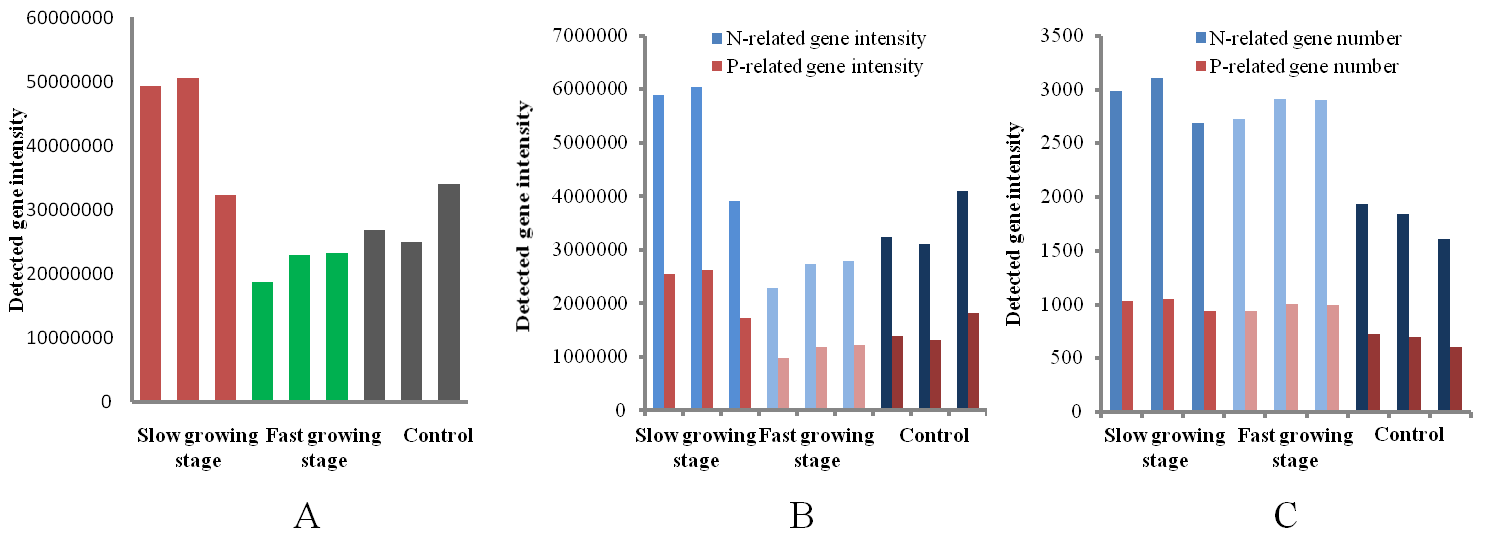 60000000
50000000
40000000
30000000
20000000
10000000
0
Detected gene intensity
Slow growing stage
Fast growing stage
Control
A
7000000
6000000
5000000
4000000
3000000
2000000
1000000
0
Detected gene intensity
N-related gene intensity
P-related gene intensity
Slow growing stage
Fast growing stage
Control
B
3500
3000
2500
2000
1500
1000
500
0
Detected gene intensity
N-related gene number
P-related gene number
Slow growing stage
Fast growing stage
Control
C